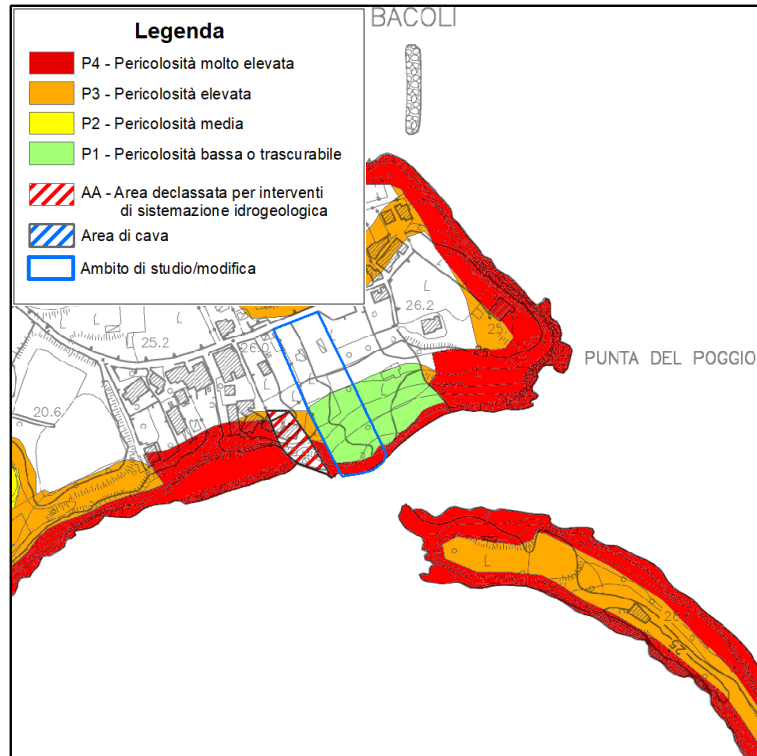 BACOLI
Legenda
P4 - Pericolosità molto elevata
P3 - Pericolosità elevata
P2 - Pericolosità media
P1 - Pericolosità bassa o trascurabile
AA - Area declassata per interventi
di sistemazione idrogeologica
Area di cava
Ambito di studio/modifica
26.2
25.2
PUNTA DEL POGGIO
20.6
25